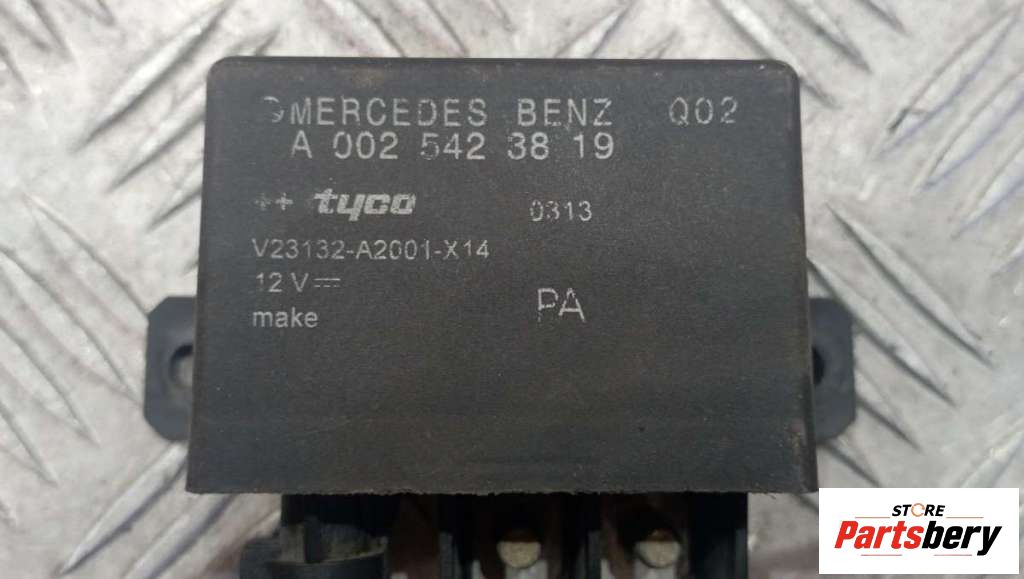 MERCEDES BENZ Q02
A 002 542 38 19
++ tyco 0313
V23132-A2001-X14
12 V
make PA
STORE
Partsbery